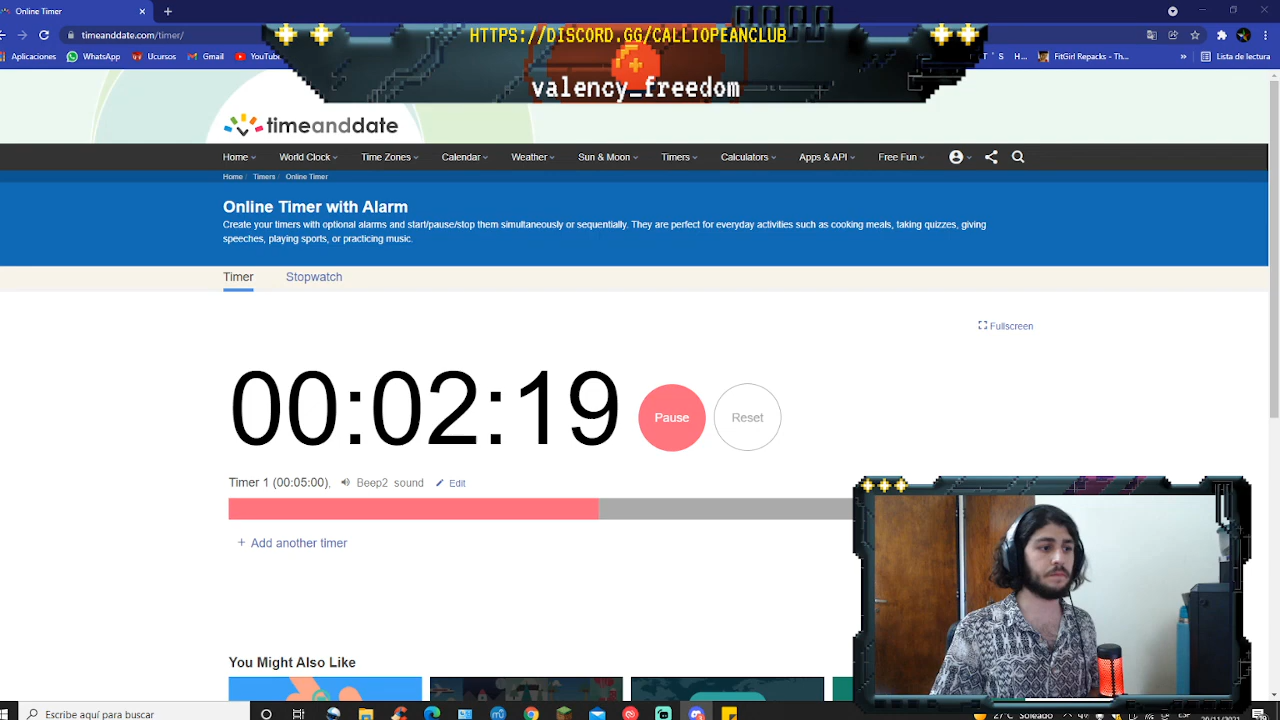 Online Timer
timeanddate.com/timer/
HTTPS://DISCORD.GG/CALLIOPEANCLUB
valency_freedom
Aplicaciones WhatsApp Ucursos Gmail YouTube
FitGirl Repacks - T... » Lista de lectura
timeanddate
Home World Clock Time Zones Calendar Weather Sun & Moon Timers Calculators Apps & API Free Fun
Home / Timers / Online Timer
Online Timer with Alarm
Create your timers with optional alarms and start/pause/stop them simultaneously or sequentially. They are perfect for everyday activities such as cooking meals, taking quizzes, giving
speeches, playing sports, or practicing music.
Timer Stopwatch
Fullscreen
00:02:19 Pause Reset
Timer 1 (00:05:00), Beep2 sound Edit
+ Add another timer
You Might Also Like
Escribe aquí para buscar